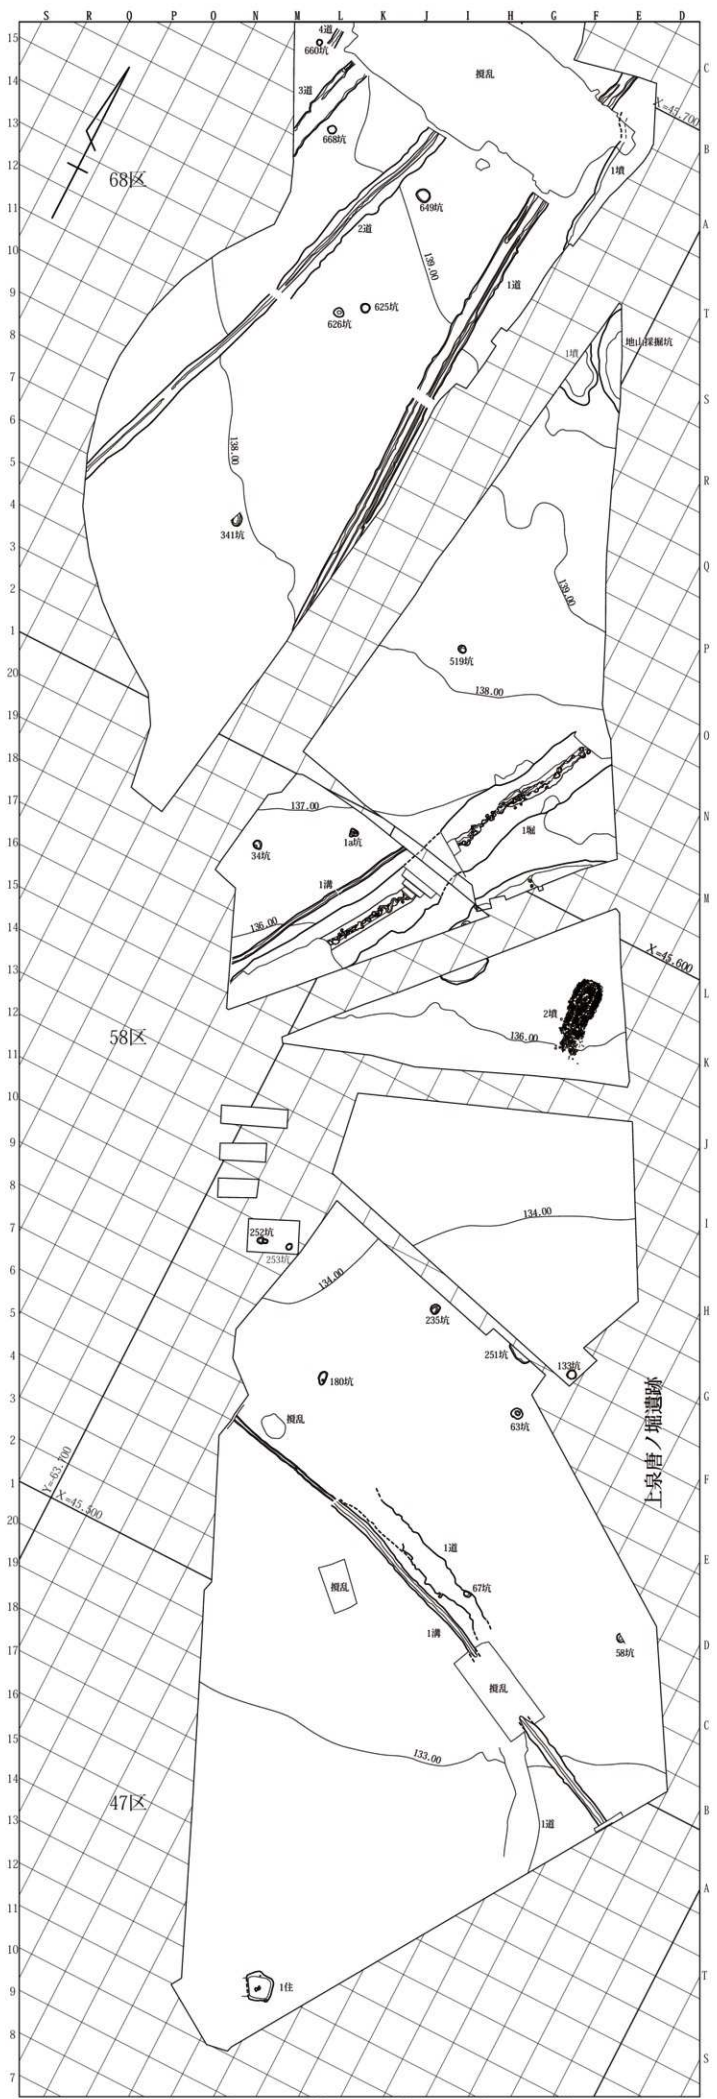 S R Q P O N M L K J I H G F E D
15
14
13
12
11
10
9
8
7
6
5
4
3
2
1
20
19
18
17
16
15
14
13
12
11
10
9
8
7
6
5
4
3
2
1
20
19
18
17
16
15
14
13
12
11
10
9
8
7
C
B
A
T
S
R
Q
P
O
N
M
L
K
J
I
H
G
F
E
D
C
B
A
T
S
4道
660坑
攪乱
3道
X=45.700
668坑
68区
1墳
649坑
2道
139.00
1道
625坑
626坑
地山採掘坑
1墳
138.00
341坑
139.00
519坑
138.00
137.00
1a坑
34坑
1堀
1溝
136.00
X=45.600
2墳
58区
136.00
134.00
252坑
253坑
134.00
235坑
251坑
133坑
180坑
63坑
攪乱
上泉唐ノ堀遺跡
Y=-63.700
X=45.500
1道
攪乱
67坑
1溝
58坑
攪乱
133.00
47区
1道
1住